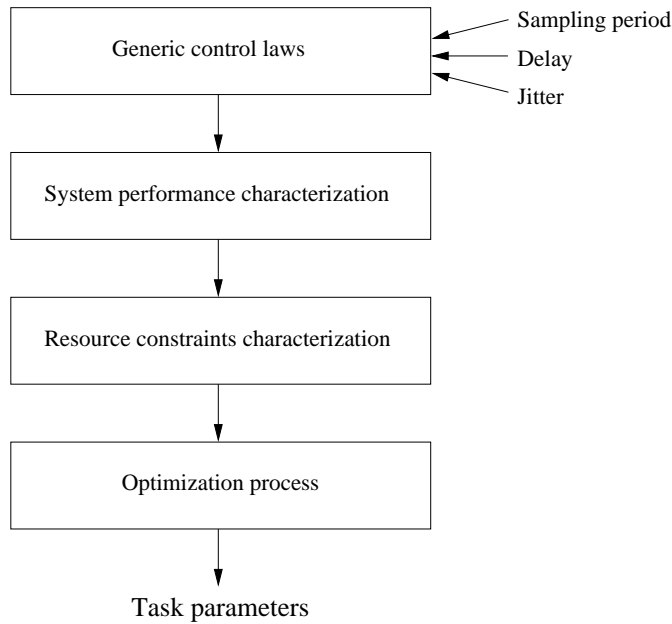 Generic control laws
Sampling period
Delay
Jitter
System performance characterization
Resource constraints characterization
Optimization process
Task parameters